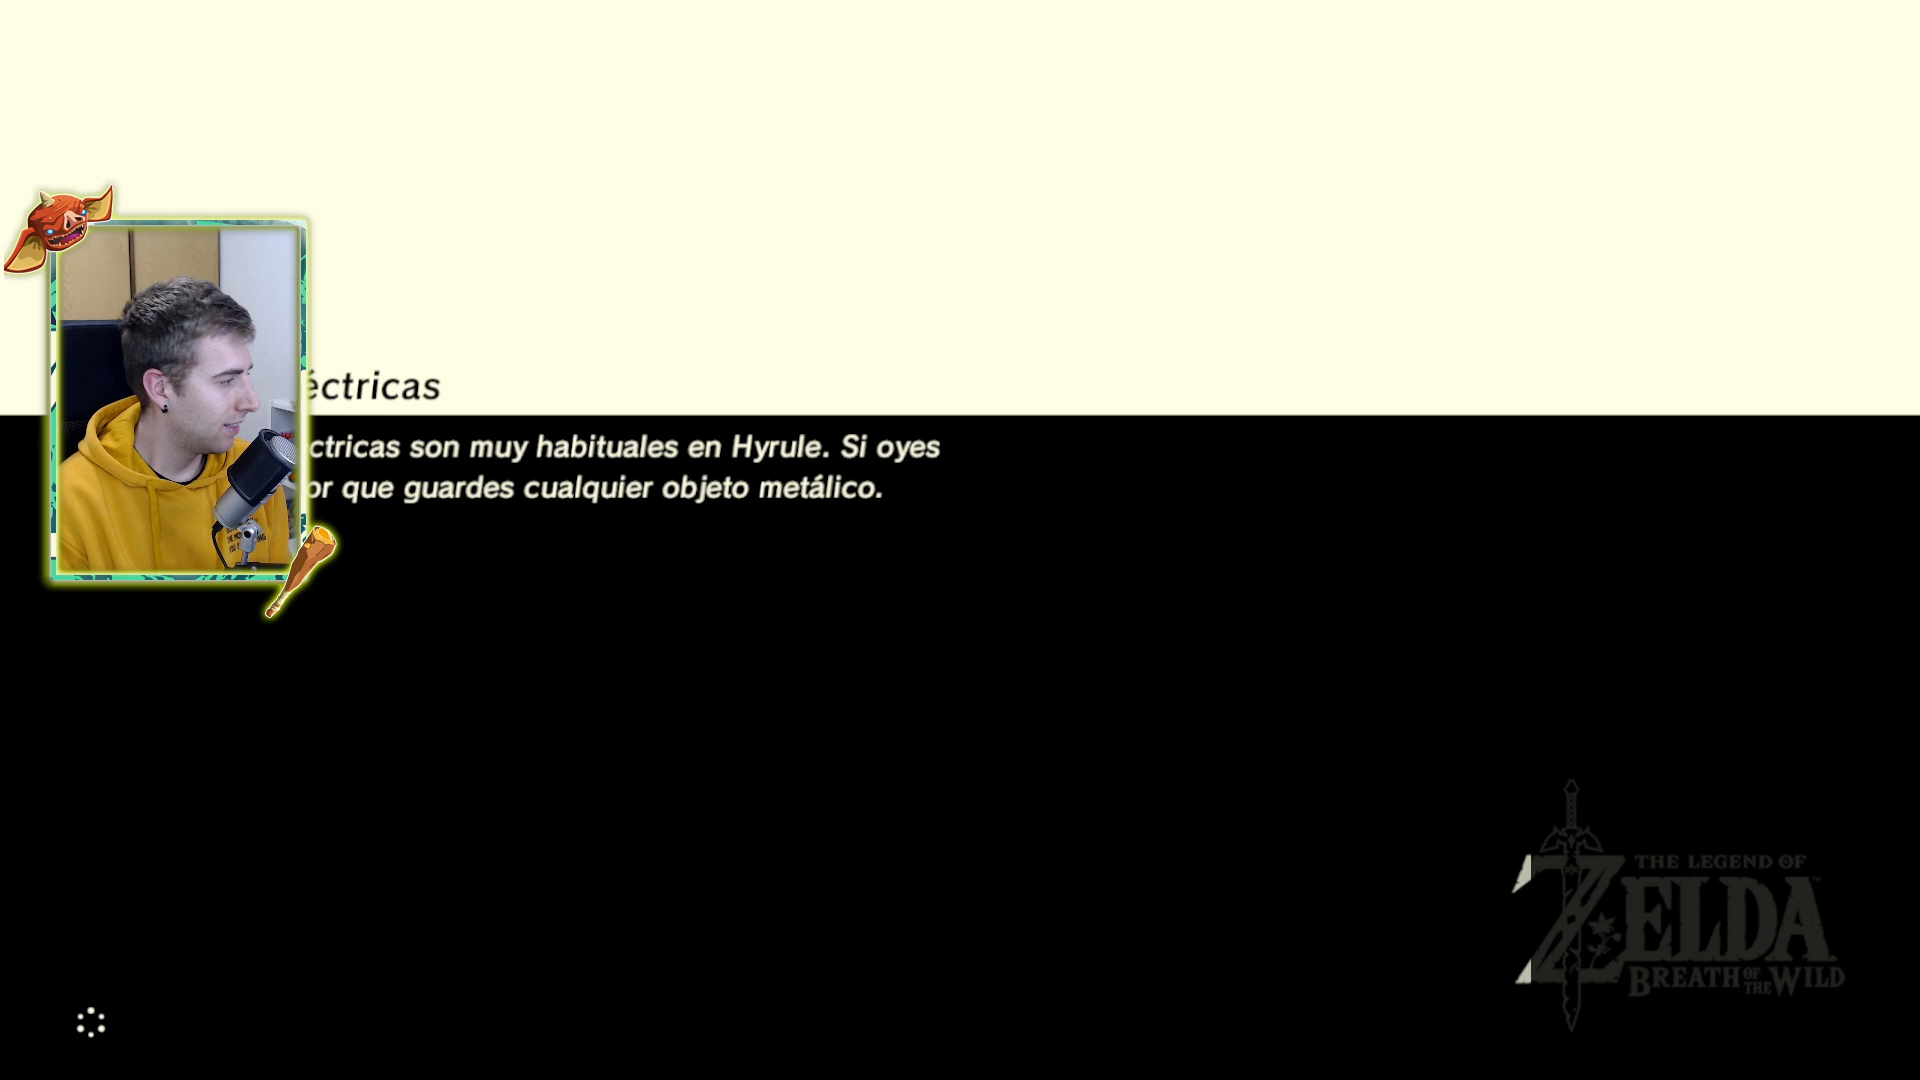 éctricas
ctricas son muy habituales en Hyrule. Si oyes
or que guardes cualquier objeto metálico.
THE LEGEND OF
ZELDA
BREATH OF THE WILD